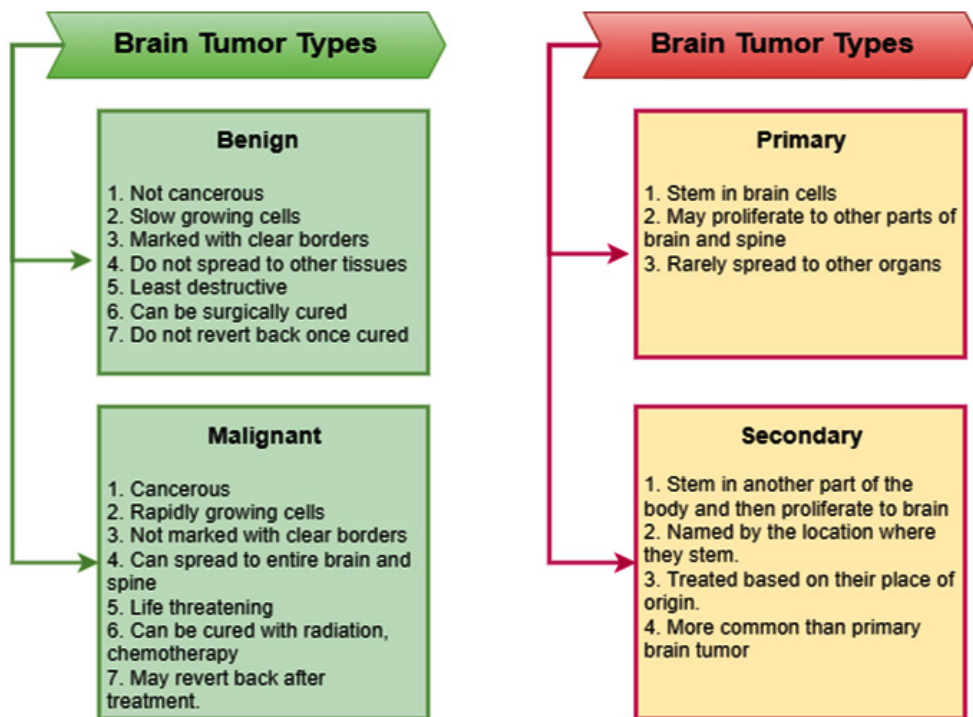 Brain Tumor Types
Benign
1. Not cancerous
2. Slow growing cells
3. Marked with clear borders
4. Do not spread to other tissues
5. Least destructive
6. Can be surgically cured
7. Do not revert back once cured
Malignant
1. Cancerous
2. Rapidly growing cells
3. Not marked with clear borders
4. Can spread to entire brain and
spine
5. Life threatening
6. Can be cured with radiation,
chemotherapy
7. May revert back after
treatment.
Brain Tumor Types
Primary
1. Stem in brain cells
2. May proliferate to other parts of
brain and spine
3. Rarely spread to other organs
Secondary
1. Stem in another part of the
body and then proliferate to brain
2. Named by the location where
they stem.
3. Treated based on their place of
origin.
4. More common than primary
brain tumor